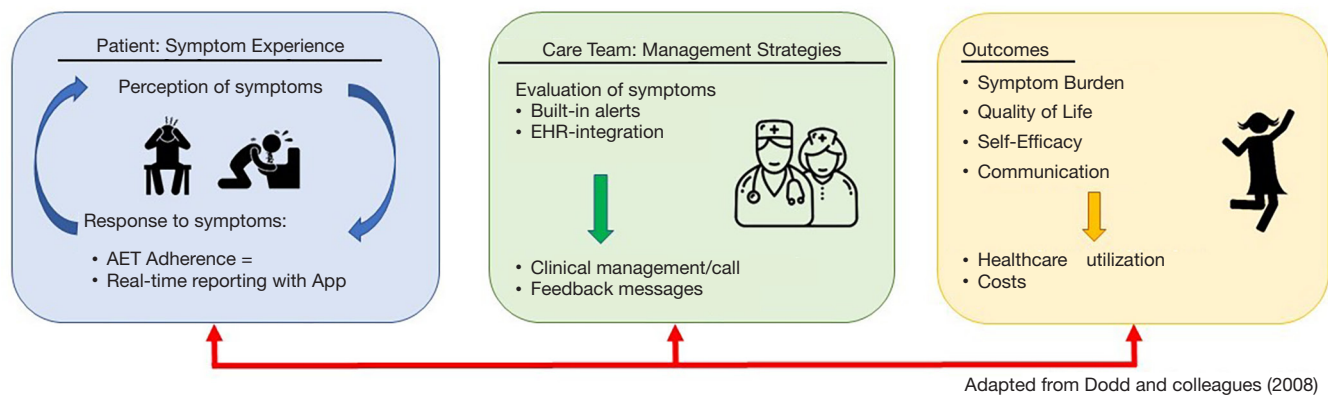 Patient: Symptom Experience
Perception of symptoms
Response to symptoms:
• AET Adherence =
• Real-time reporting with App
Care Team: Management Strategies
Evaluation of symptoms
• Built-in alerts
• EHR-integration
• Clinical management/call
• Feedback messages
Outcomes
• Symptom Burden
• Quality of Life
• Self-Efficacy
• Communication
• Healthcare utilization
• Costs
Adapted from Dodd and colleagues (2008)